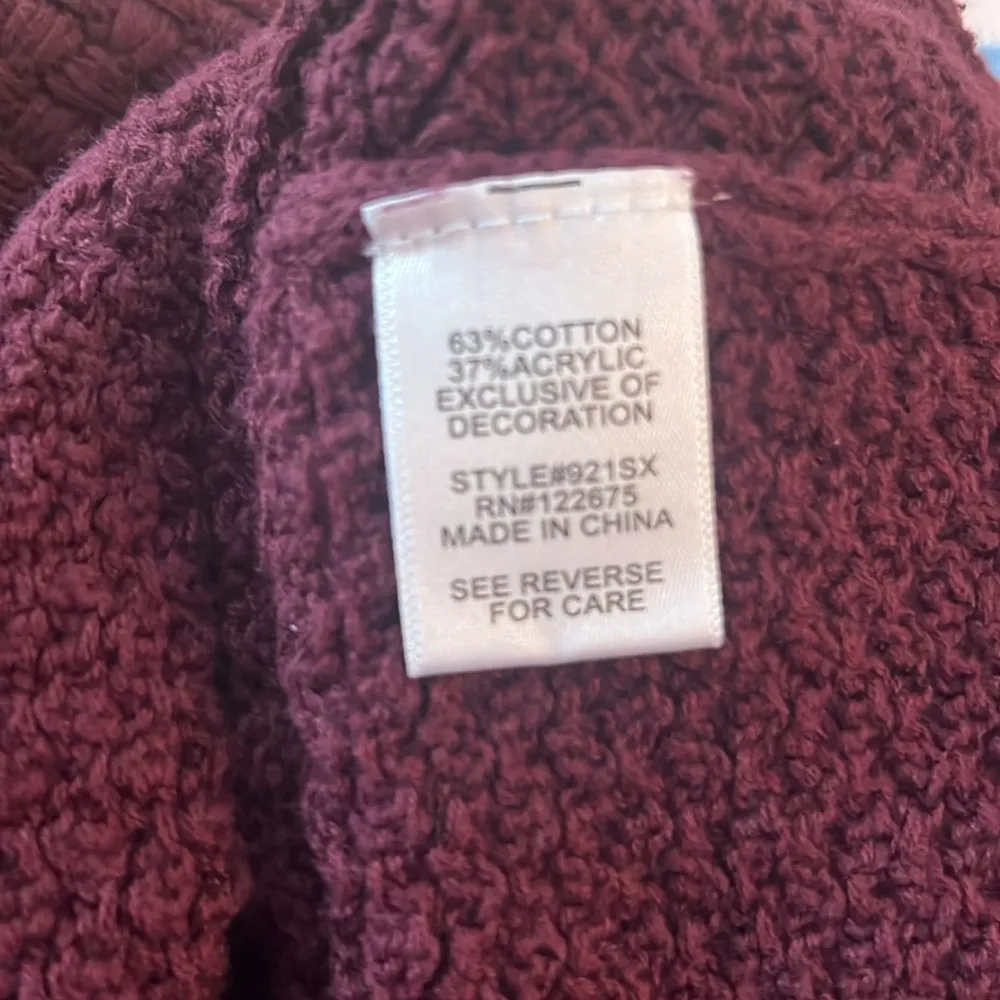 63%COTTON
37%ACRYLIC
EXCLUSIVE OF
DECORATION
STYLE#921SX
RN#122675
MADE IN CHINA
SEE REVERSE
FOR CARE